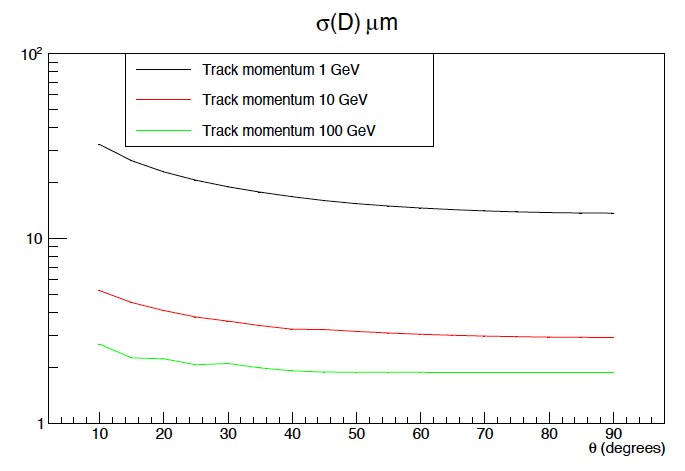 σ(D) μm
10²
Track momentum 1 GeV
Track momentum 10 GeV
Track momentum 100 GeV
10
1
10 20 30 40 50 60 70 80 90
θ (degrees)